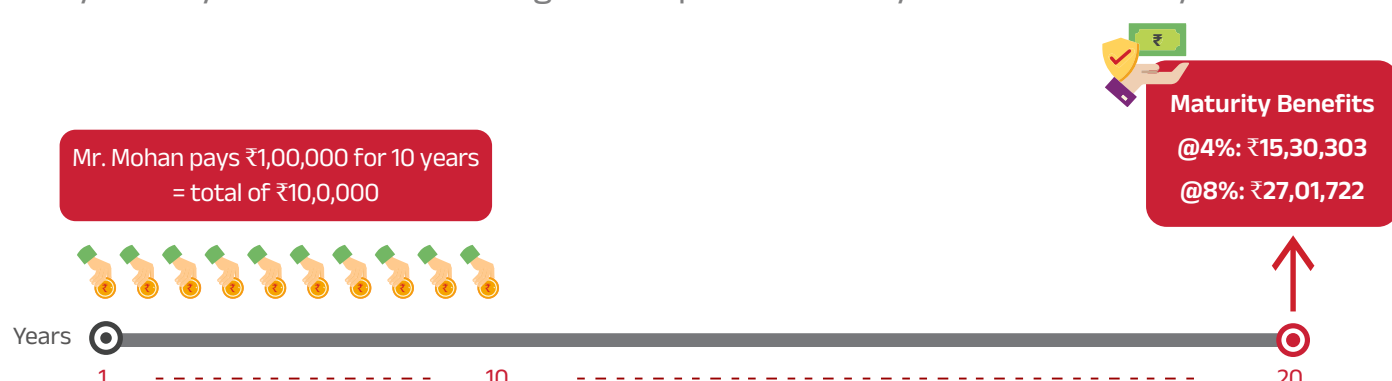 Maturity Benefits
@4%: ₹15,30,303
@8%: ₹27,01,722
Mr. Mohan pays ₹1,00,000 for 10 years
= total of ₹10,0,000
Years
1 10 20